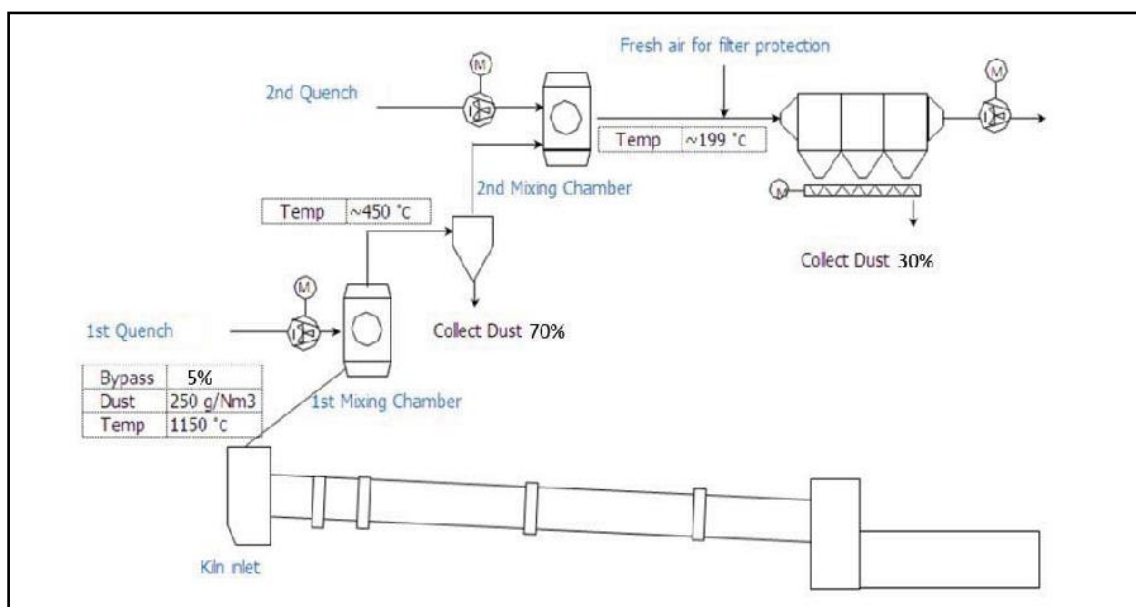 Fresh air for filter protection
M
M
2nd Quench
Temp ~199 °c
2nd Mixing Chamber
M
Temp ~450 °c
Collect Dust 30%
M
1st Quench
Collect Dust 70%
Bypass 5%
Dust 250 g/Nm3
Temp 1150 °c
1st Mixing Chamber
Kiln inlet